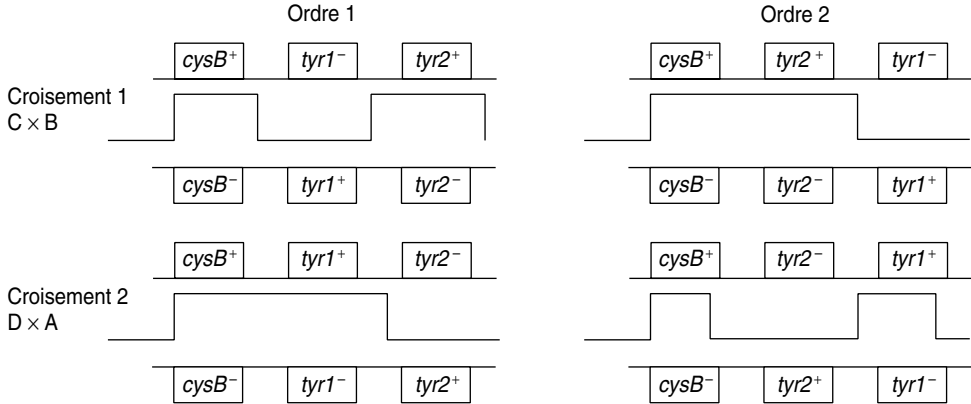 Ordre 1
Ordre 2
cysB⁺ tyr1⁻ tyr2⁺
cysB⁺ tyr2⁺ tyr1⁻
Croisement 1
C × B
cysB⁻ tyr1⁺ tyr2⁻
cysB⁻ tyr2⁻ tyr1⁺
cysB⁺ tyr1⁺ tyr2⁻
cysB⁺ tyr2⁻ tyr1⁺
Croisement 2
D × A
cysB⁻ tyr1⁻ tyr2⁺
cysB⁻ tyr2⁺ tyr1⁻